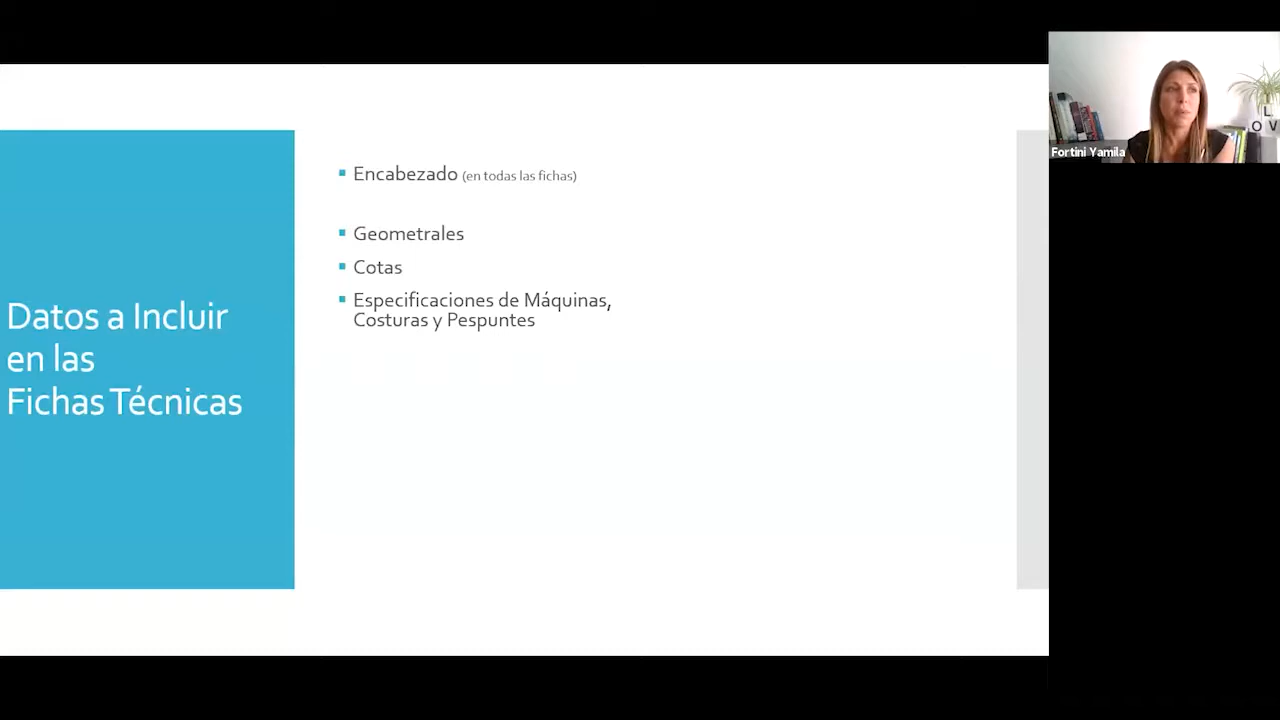 Datos a Incluir
en las
Fichas Técnicas
Encabezado (en todas las fichas)
Geometrales
Cotas
Especificaciones de Máquinas,
Costuras y Pespuntes
Fortini Yamila
L
O V